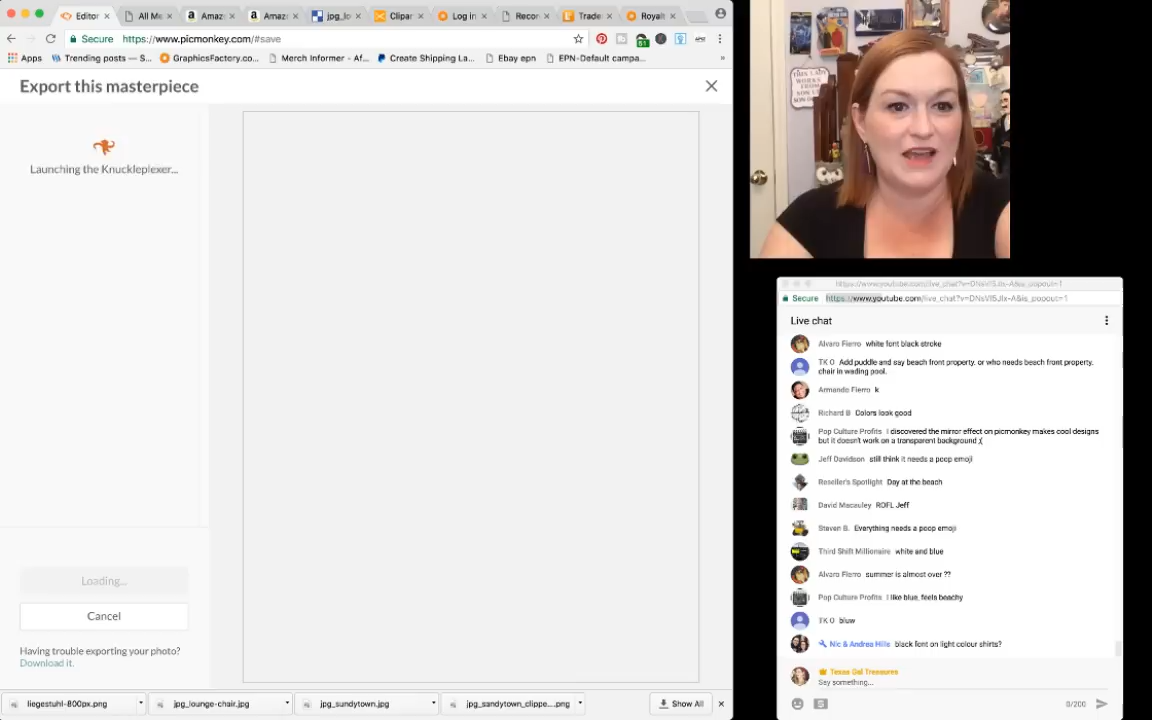 Editor
All Me
Amaz
Amaz
jpg_lo
Clipar
Log in
Recor
Trade
Royalt
Secure
https://www.picmonkey.com/#save
Apps
Trending posts — S...
GraphicsFactory.co...
Merch Informer - Af...
Create Shipping La...
Ebay epn
EPN-Default campa...
»
Export this masterpiece
Launching the Knuckleplexer...
Loading...
Cancel
Having trouble exporting your photo?
Download it.
liegestuhl-800px.png
jpg_lounge-chair.jpg
jpg_sundytown.jpg
jpg_sandytown_clippe....png
Show All
THIS LADY
WORKS
FROM
SON UP
SON DOWN
Secure
Live chat
Alvaro Fierro white font black stroke
TK O Add puddle and say beach front property. or who needs beach front property.
chair in wading pool.
Armando Fierro k
Richard B Colors look good
Pop Culture Profits I discovered the mirror effect on picmonkey makes cool designs
but it doesn't work on a transparent background ;(
Jeff Davidson still think it needs a poop emoji
Reseller's Spotlight Day at the beach
David Macauley ROFL Jeff
Steven B. Everything needs a poop emoji
Third Shift Millionaire white and blue
Alvaro Fierro summer is almost over ??
Pop Culture Profits I like blue, feels beachy
TK O bluw
Nic & Andrea Hills black font on light colour shirts?
Texas Gal Treasures
Say something...
0/200